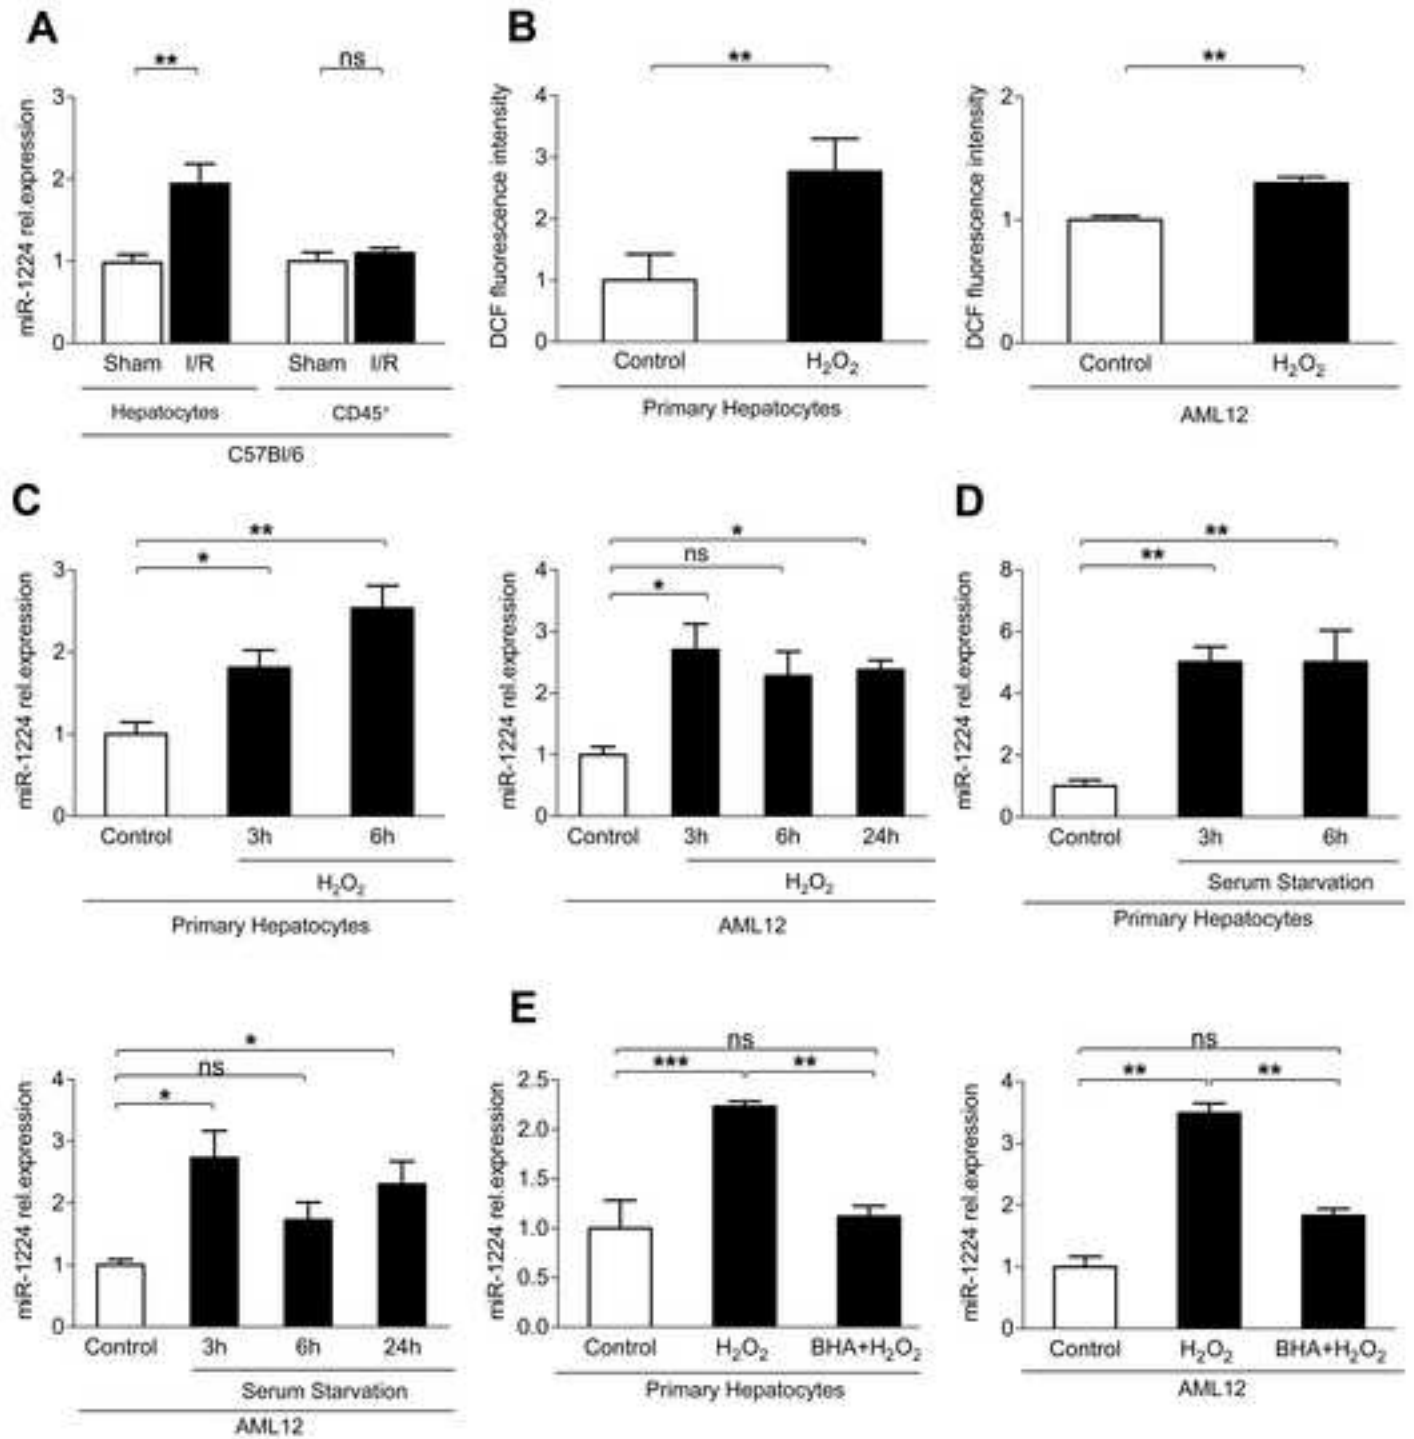 A
** ns
miR-1224 rel.expression
3
2
1
0
Sham I/R Sham I/R
Hepatocytes CD45⁺
C57Bl/6
B
**
DCF fluorescence intensity
4
3
2
1
0
Control H₂O₂
Primary Hepatocytes
**
DCF fluorescence intensity
2
1
0
Control H₂O₂
AML12
C
**
*
miR-1224 rel.expression
3
2
1
0
Control 3h 6h
H₂O₂
Primary Hepatocytes
*
ns
*
miR-1224 rel.expression
4
3
2
1
0
Control 3h 6h 24h
H₂O₂
AML12
D
**
**
miR-1224 rel.expression
8
6
4
2
0
Control 3h 6h
Serum Starvation
Primary Hepatocytes
*
ns
*
miR-1224 rel.expression
4
3
2
1
0
Control 3h 6h 24h
Serum Starvation
AML12
E
ns
*** **
miR-1224 rel.expression
2.5
2.0
1.5
1.0
0.5
0.0
Control H₂O₂ BHA+H₂O₂
Primary Hepatocytes
ns
** **
miR-1224 rel.expression
4
3
2
1
0
Control H₂O₂ BHA+H₂O₂
AML12